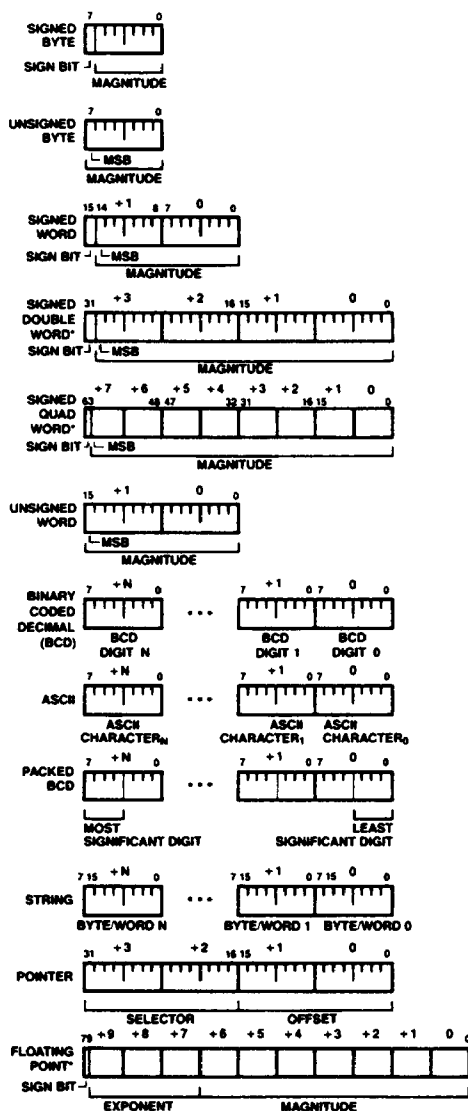 7 0
SIGNED
BYTE
SIGN BIT
MAGNITUDE
7 0
UNSIGNED
BYTE
MSB
MAGNITUDE
15 14 +1 8 7 0 0
SIGNED
WORD
SIGN BIT MSB
MAGNITUDE
31 +3 +2 16 15 +1 0 0
SIGNED
DOUBLE
WORD*
SIGN BIT MSB
MAGNITUDE
+7 +6 +5 +4 +3 +2 +1 0
63 48 47 32 31 16 15 0
SIGNED
QUAD
WORD*
SIGN BIT MSB
MAGNITUDE
15 +1 0 0
UNSIGNED
WORD
MSB
MAGNITUDE
7 +N 0 7 +1 0 7 0 0
BINARY
CODED
DECIMAL
(BCD)
...
BCD BCD BCD
DIGIT N DIGIT 1 DIGIT 0
7 +N 0 7 +1 0 7 0 0
ASCII ...
ASCII ASCII ASCII
CHARACTERN CHARACTER1 CHARACTER0
7 +N 0 7 +1 0 7 0 0
PACKED
BCD
...
MOST LEAST
SIGNIFICANT DIGIT SIGNIFICANT DIGIT
7 15 +N 0 7 15 +1 0 7 15 0 0
STRING ...
BYTE/WORD N BYTE/WORD 1 BYTE/WORD 0
31 +3 +2 16 15 +1 0 0
POINTER
SELECTOR OFFSET
79 +9 +8 +7 +6 +5 +4 +3 +2 +1 0 0
FLOATING
POINT*
SIGN BIT
EXPONENT MAGNITUDE